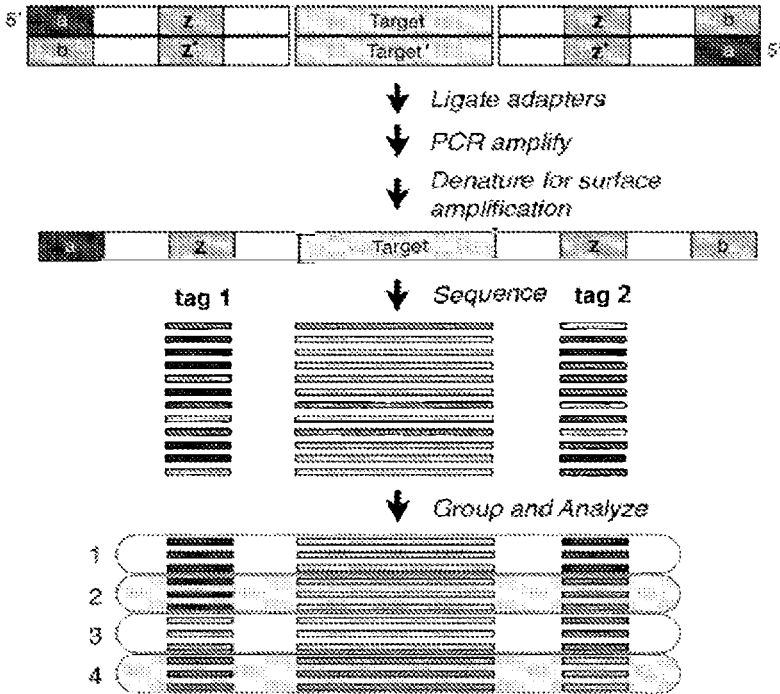 5' a z Target z b
b z' Target' z' a 5'
Ligate adapters
PCR amplify
Denature for surface
amplification
a z Target z b
tag 1 Sequence tag 2
Group and Analyze
1
2
3
4